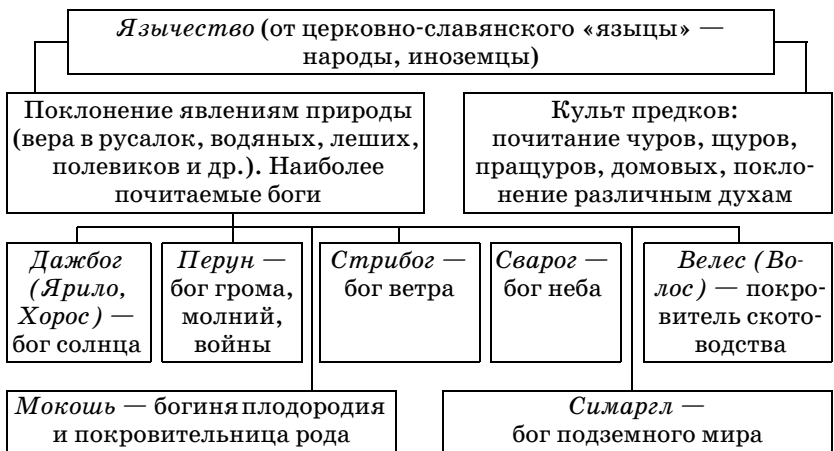 Язычество (от церковно-славянского «языцы» —
народы, иноземцы)
Поклонение явлениям природы
(вера в русалок, водяных, леших,
полевиков и др.). Наиболее
почитаемые боги
Культ предков:
почитание чуров, щуров,
пращуров, домовых, покло-
нение различным духам
Дажбог
(Ярило,
Хорос) —
бог солнца
Перун —
бог грома,
молний,
войны
Стрибог —
бог ветра
Сварог —
бог неба
Велес (Во-
лос) — покро-
витель ското-
водства
Мокошь — богиня плодородия
и покровительница рода
Симаргл —
бог подземного мира